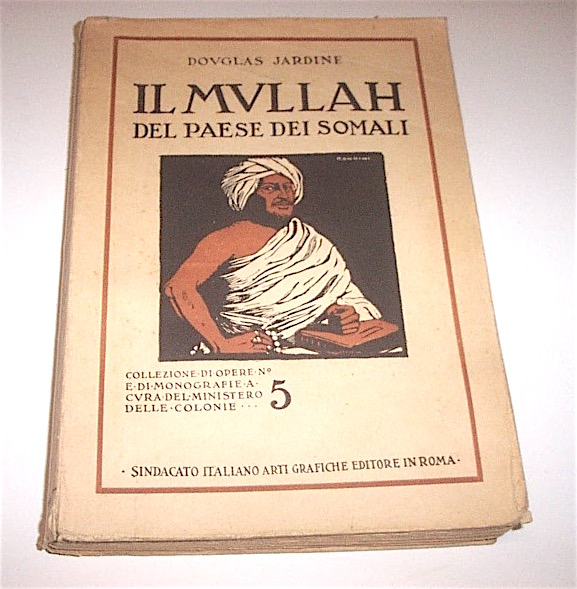 DOVGLAS JARDINE
IL MVLLAH
DEL PAESE DEI SOMALI
COLLEZIONE·DI·OPERE·Nº
E·DI·MONOGRAFIE·A·
CVRA·DEL·MINISTERO
DELLE·COLONIE···
5
·SINDACATO ITALIANO ARTI GRAFICHE EDITORE IN ROMA·